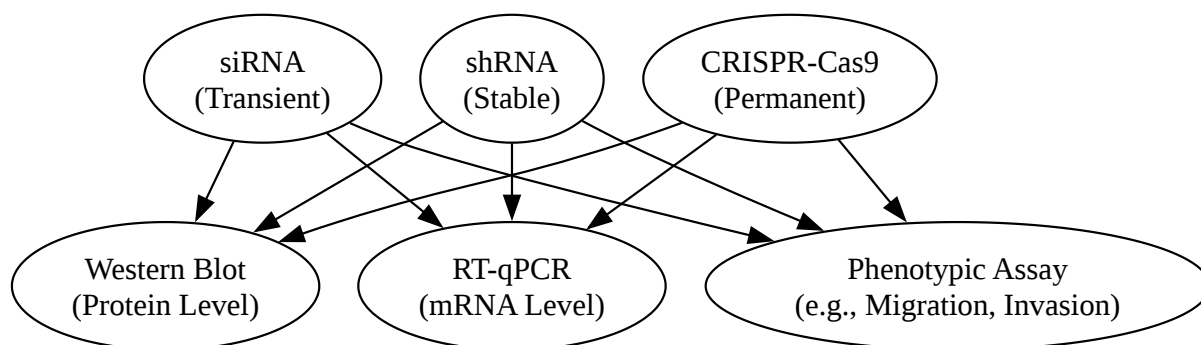 siRNA
(Transient)
shRNA
(Stable)
CRISPR-Cas9
(Permanent)
Western Blot
(Protein Level)
RT-qPCR
(mRNA Level)
Phenotypic Assay
(e.g., Migration, Invasion)